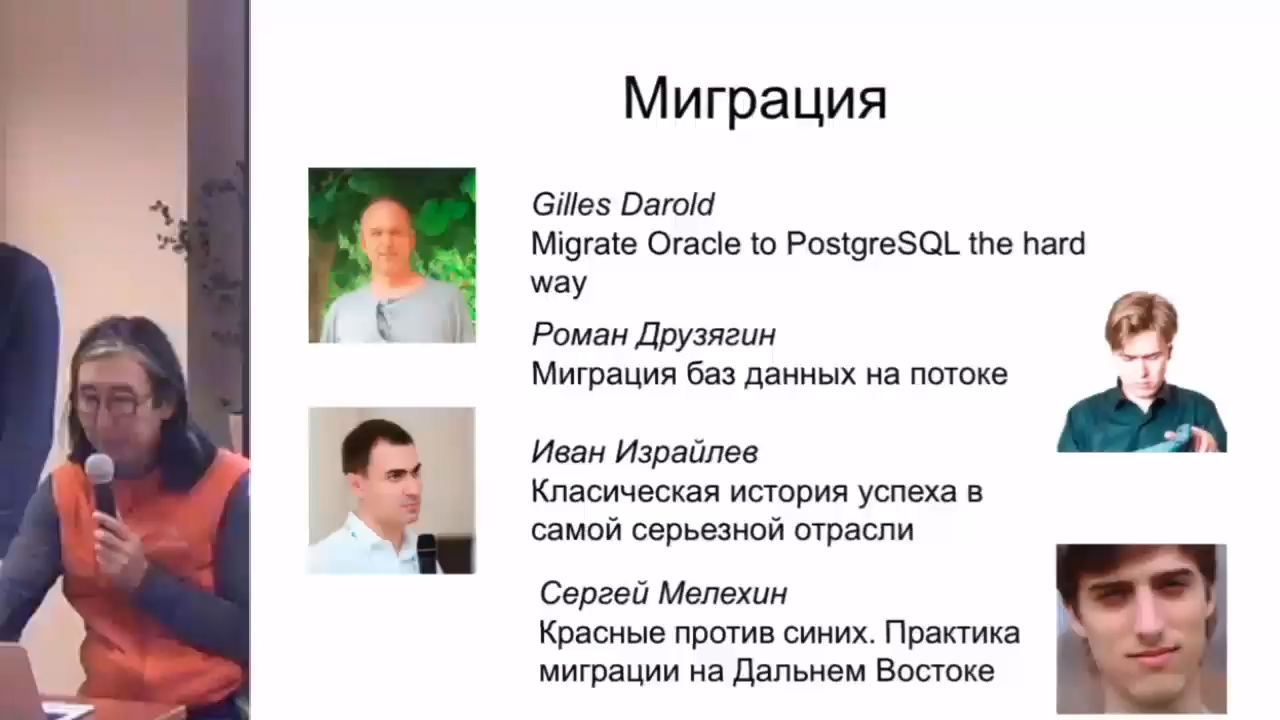 Миграция
Gilles Darold
Migrate Oracle to PostgreSQL the hard
way
Роман Друзягин
Миграция баз данных на потоке
Иван Израйлев
Класическая история успеха в
самой серьезной отрасли
Сергей Мелехин
Красные против синих. Практика
миграции на Дальнем Востоке